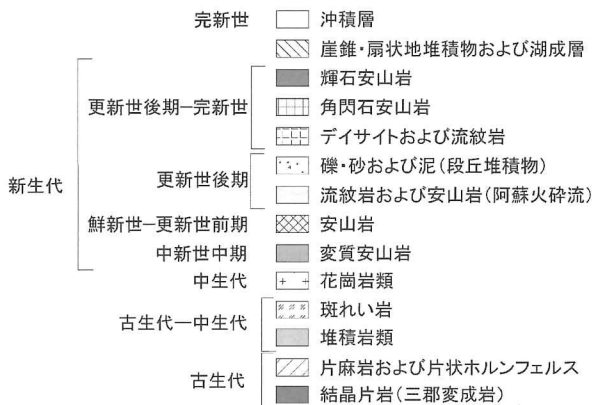 完新世 沖積層
崖錐・扇状地堆積物および湖成層
輝石安山岩
更新世後期−完新世 角閃石安山岩
デイサイトおよび流紋岩
礫・砂および泥(段丘堆積物)
新生代 更新世後期
流紋岩および安山岩(阿蘇火砕流)
鮮新世−更新世前期 安山岩
中新世中期 変質安山岩
中生代 花崗岩類
斑れい岩
古生代−中生代
堆積岩類
片麻岩および片状ホルンフェルス
古生代
結晶片岩(三郡変成岩)